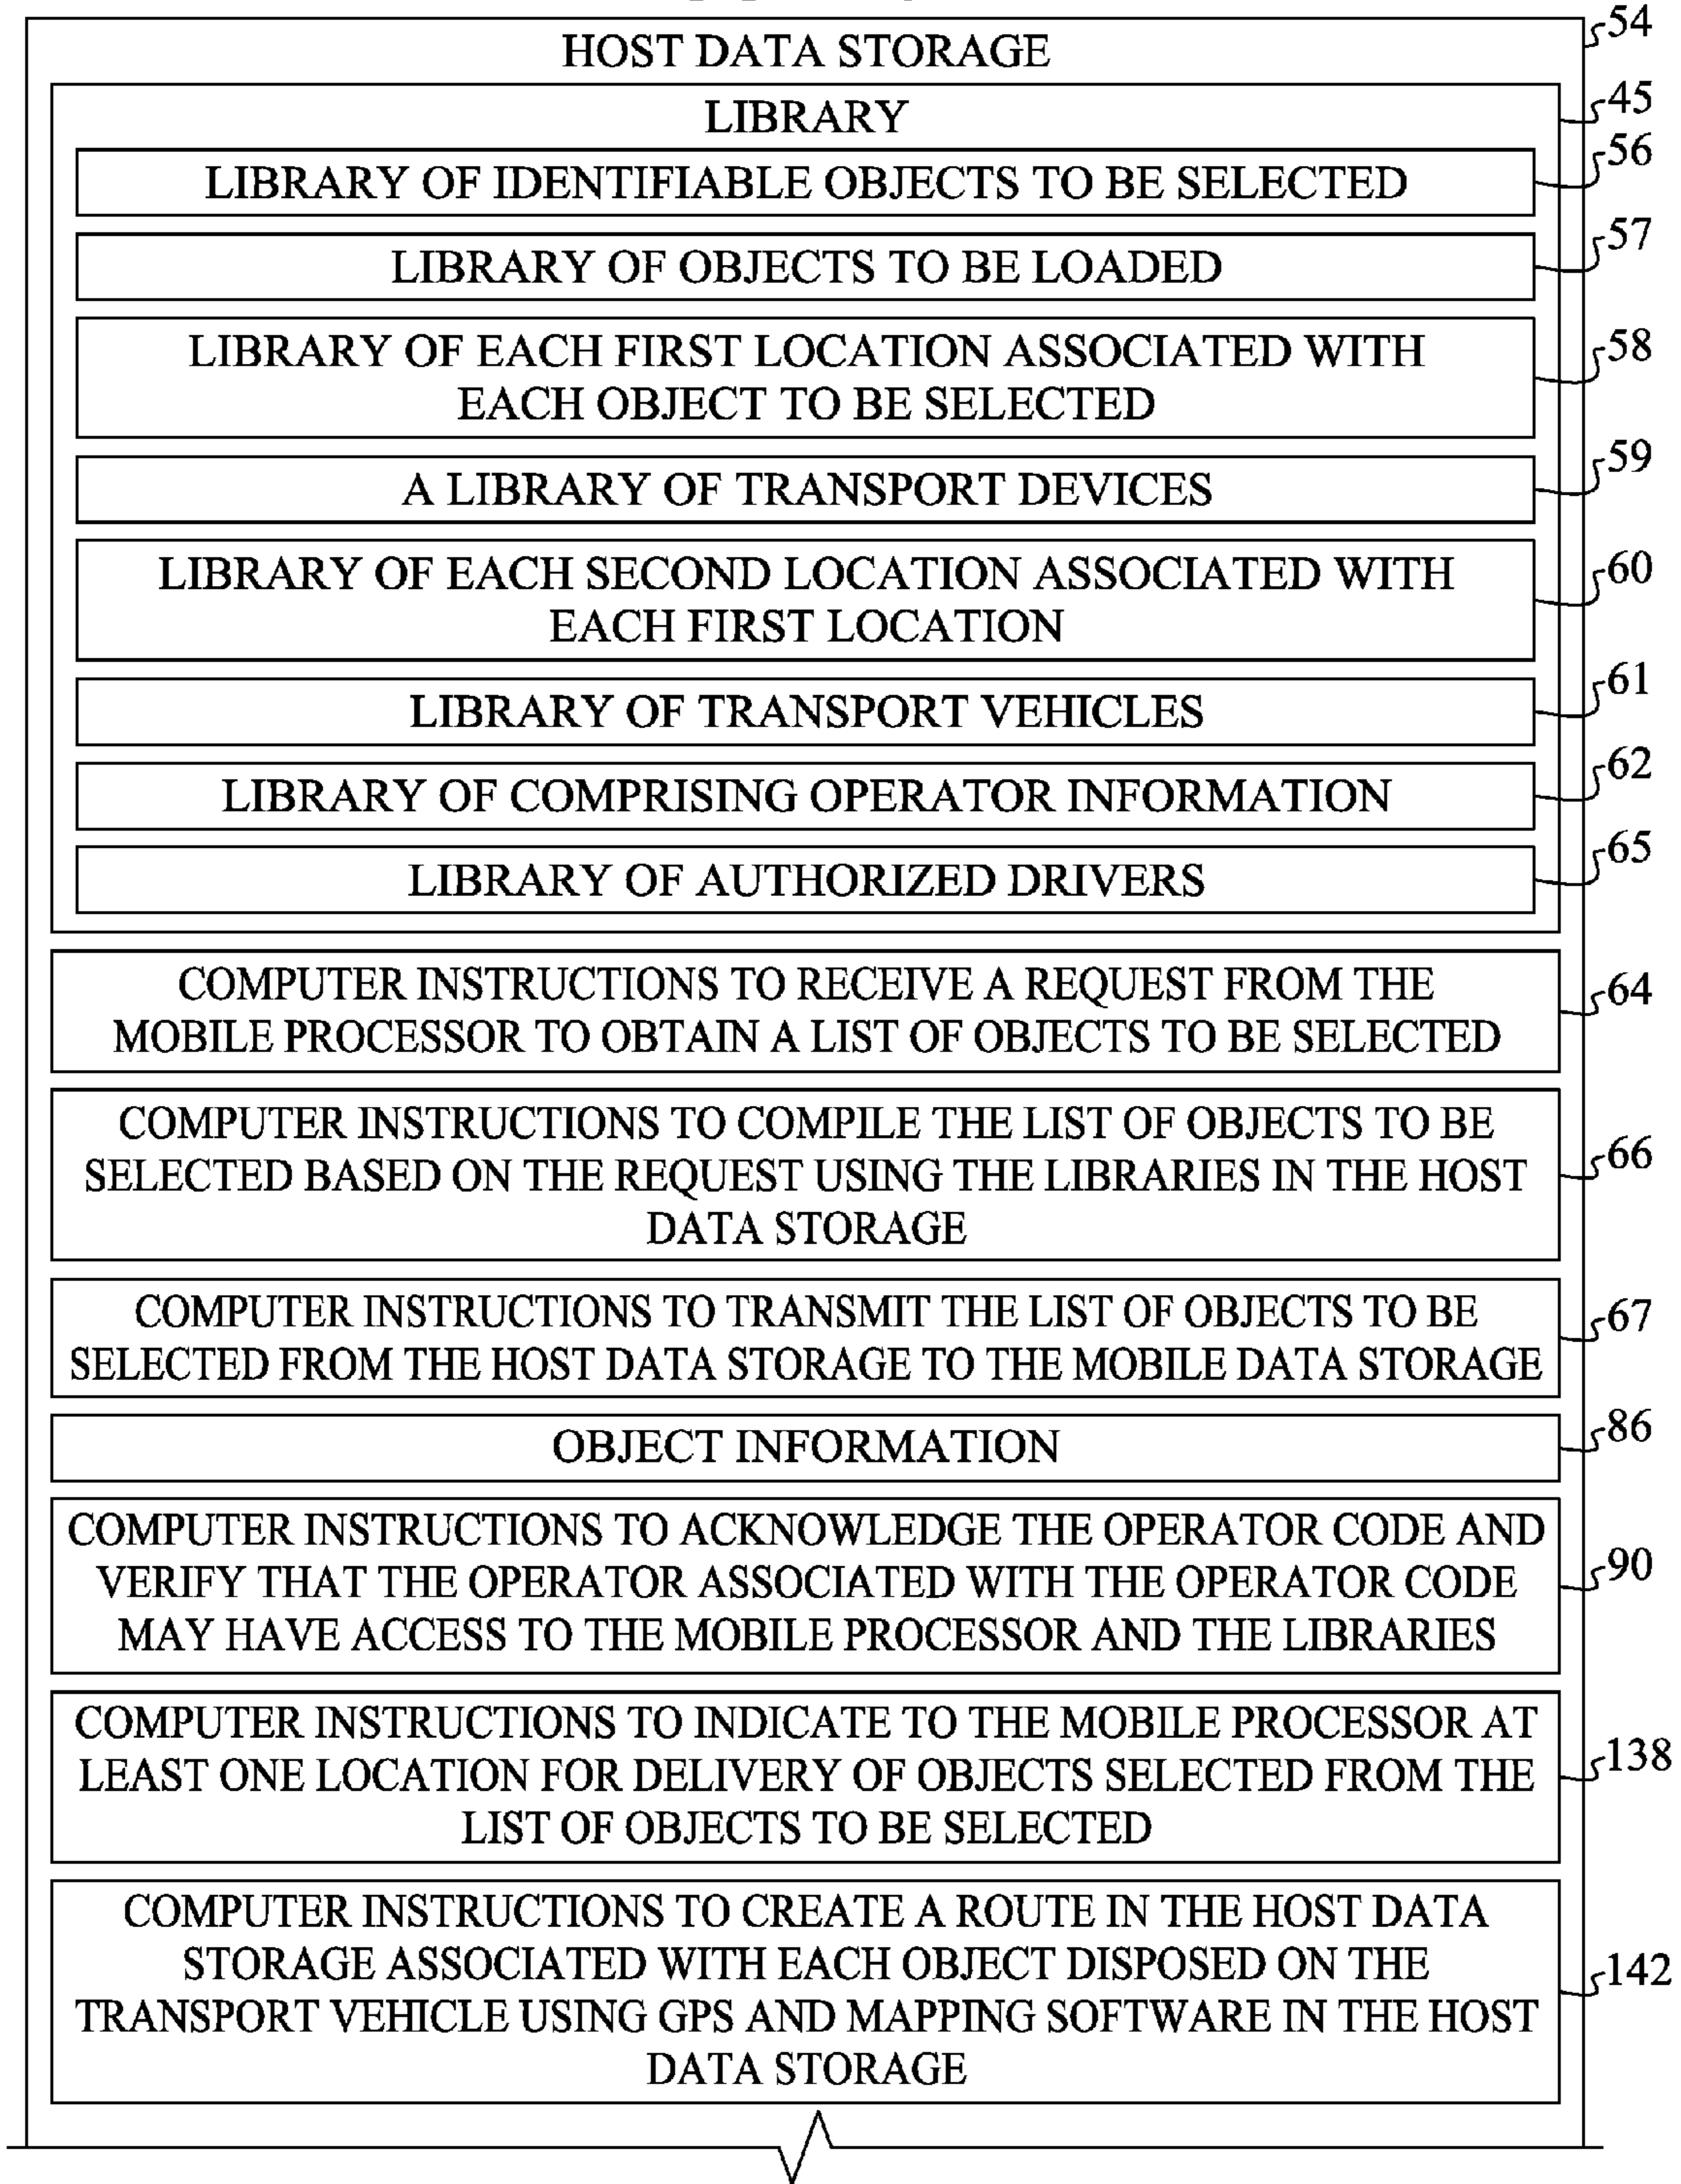 HOST DATA STORAGE
54
LIBRARY
45
LIBRARY OF IDENTIFIABLE OBJECTS TO BE SELECTED
56
LIBRARY OF OBJECTS TO BE LOADED
57
LIBRARY OF EACH FIRST LOCATION ASSOCIATED WITH
EACH OBJECT TO BE SELECTED
58
A LIBRARY OF TRANSPORT DEVICES
59
LIBRARY OF EACH SECOND LOCATION ASSOCIATED WITH
EACH FIRST LOCATION
60
LIBRARY OF TRANSPORT VEHICLES
61
LIBRARY OF COMPRISING OPERATOR INFORMATION
62
LIBRARY OF AUTHORIZED DRIVERS
65
COMPUTER INSTRUCTIONS TO RECEIVE A REQUEST FROM THE
MOBILE PROCESSOR TO OBTAIN A LIST OF OBJECTS TO BE SELECTED
64
COMPUTER INSTRUCTIONS TO COMPILE THE LIST OF OBJECTS TO BE
SELECTED BASED ON THE REQUEST USING THE LIBRARIES IN THE HOST
DATA STORAGE
66
COMPUTER INSTRUCTIONS TO TRANSMIT THE LIST OF OBJECTS TO BE
SELECTED FROM THE HOST DATA STORAGE TO THE MOBILE DATA STORAGE
67
OBJECT INFORMATION
86
COMPUTER INSTRUCTIONS TO ACKNOWLEDGE THE OPERATOR CODE AND
VERIFY THAT THE OPERATOR ASSOCIATED WITH THE OPERATOR CODE
MAY HAVE ACCESS TO THE MOBILE PROCESSOR AND THE LIBRARIES
90
COMPUTER INSTRUCTIONS TO INDICATE TO THE MOBILE PROCESSOR AT
LEAST ONE LOCATION FOR DELIVERY OF OBJECTS SELECTED FROM THE
LIST OF OBJECTS TO BE SELECTED
138
COMPUTER INSTRUCTIONS TO CREATE A ROUTE IN THE HOST DATA
STORAGE ASSOCIATED WITH EACH OBJECT DISPOSED ON THE
TRANSPORT VEHICLE USING GPS AND MAPPING SOFTWARE IN THE HOST
DATA STORAGE
142